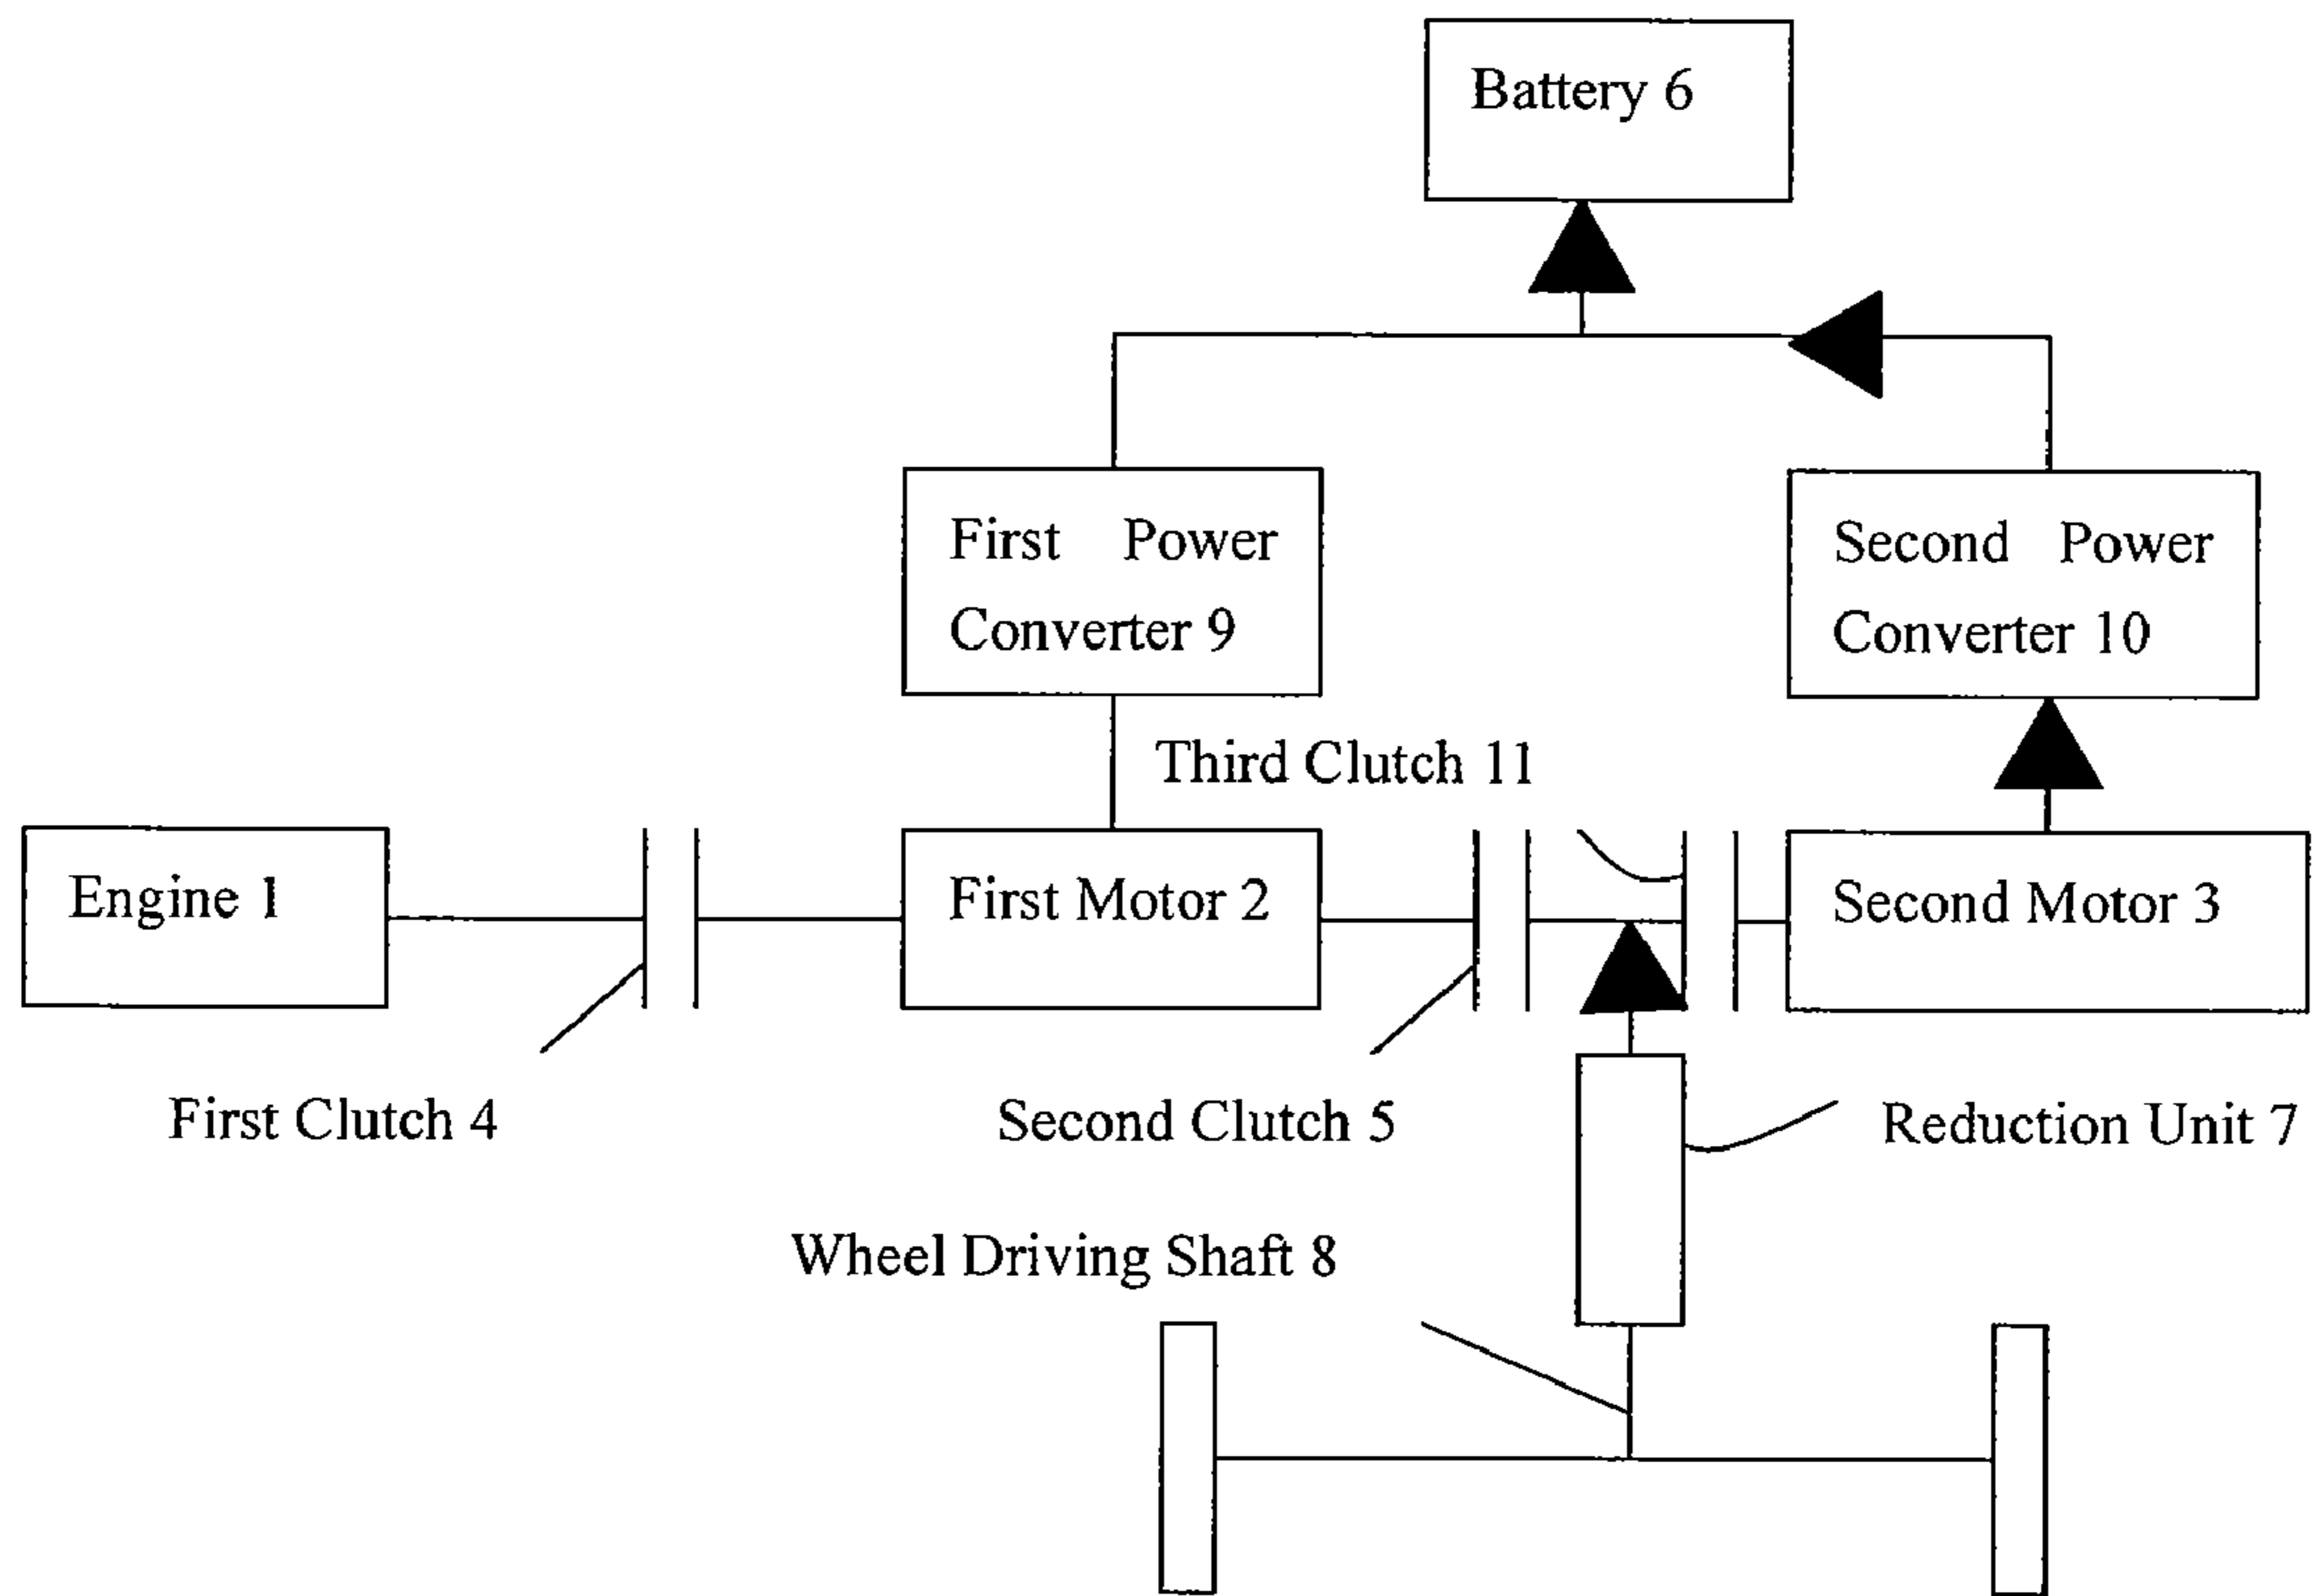 Battery 6
First Power
Converter 9
Second Power
Converter 10
Third Clutch 11
Engine 1
First Motor 2
Second Motor 3
First Clutch 4
Second Clutch 5
Reduction Unit 7
Wheel Driving Shaft 8